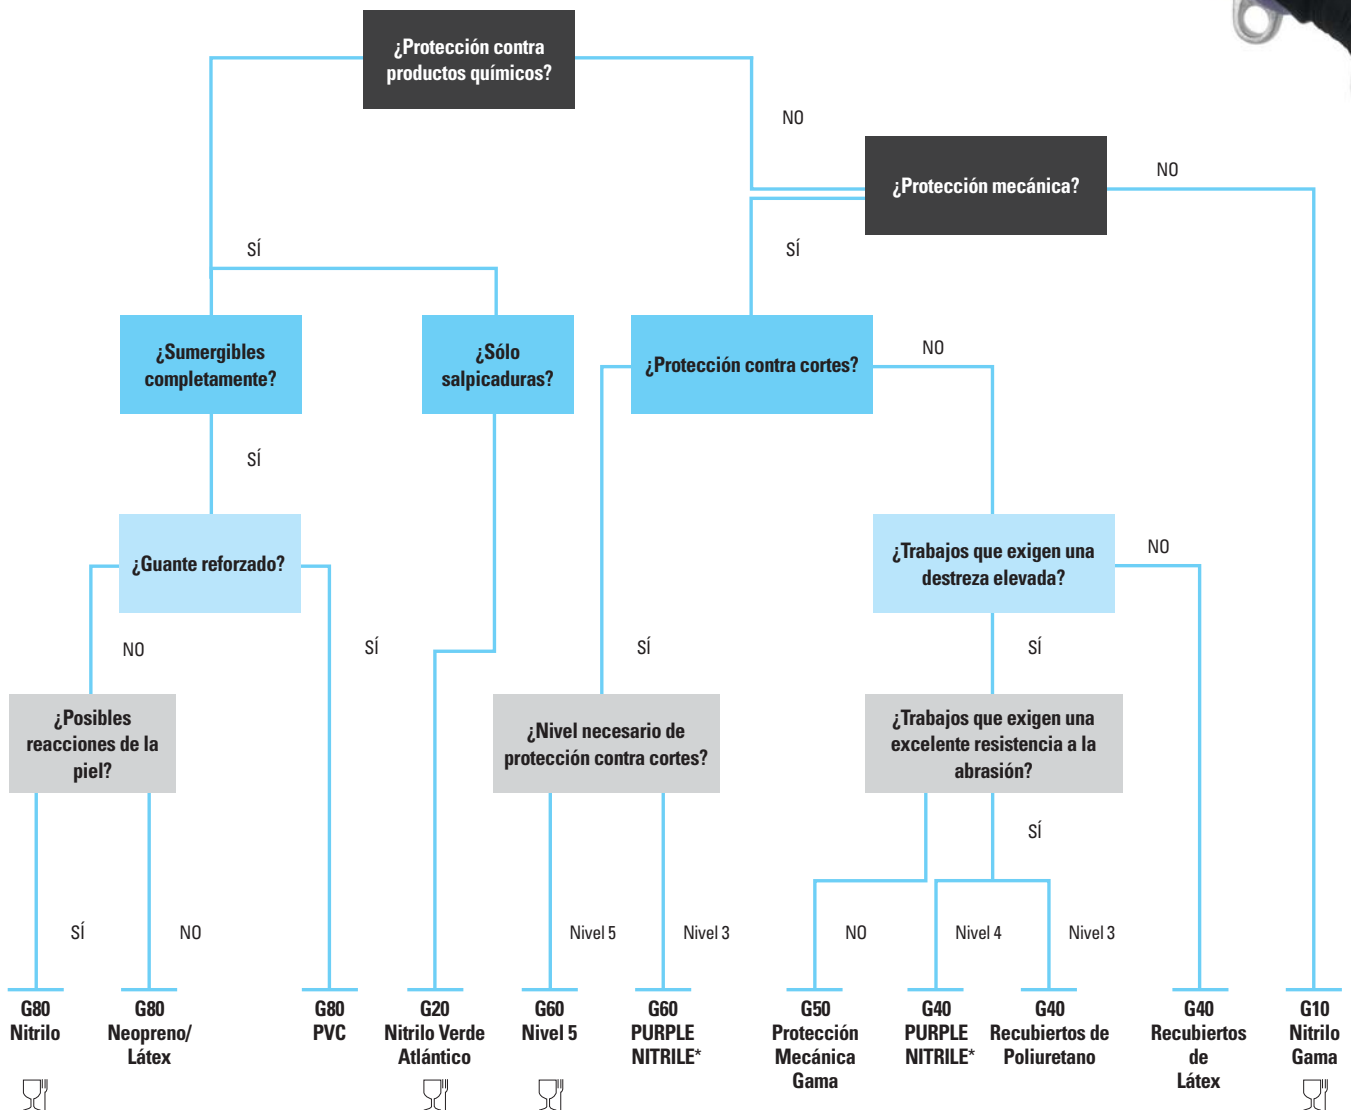 ¿Protección contra
productos químicos?
NO
¿Protección mecánica?
NO
SÍ
SÍ
¿Sumergibles
completamente?
¿Sólo
salpicaduras?
¿Protección contra cortes?
NO
SÍ
¿Guante reforzado?
¿Trabajos que exigen una
destreza elevada?
NO
NO
SÍ
SÍ
SÍ
¿Posibles
reacciones de la
piel?
¿Nivel necesario de
protección contra cortes?
¿Trabajos que exigen una
excelente resistencia a la
abrasión?
SÍ
SÍ
NO
Nivel 5
Nivel 3
NO
Nivel 4
Nivel 3
G80
Nitrilo
G80
Neopreno/
Látex
G80
PVC
G20
Nitrilo Verde
Atlántico
G60
Nivel 5
G60
PURPLE
NITRILE*
G50
Protección
Mecánica
Gama
G40
PURPLE
NITRILE*
G40
Recubiertos de
Poliuretano
G40
Recubiertos
de
Látex
G10
Nitrilo
Gama